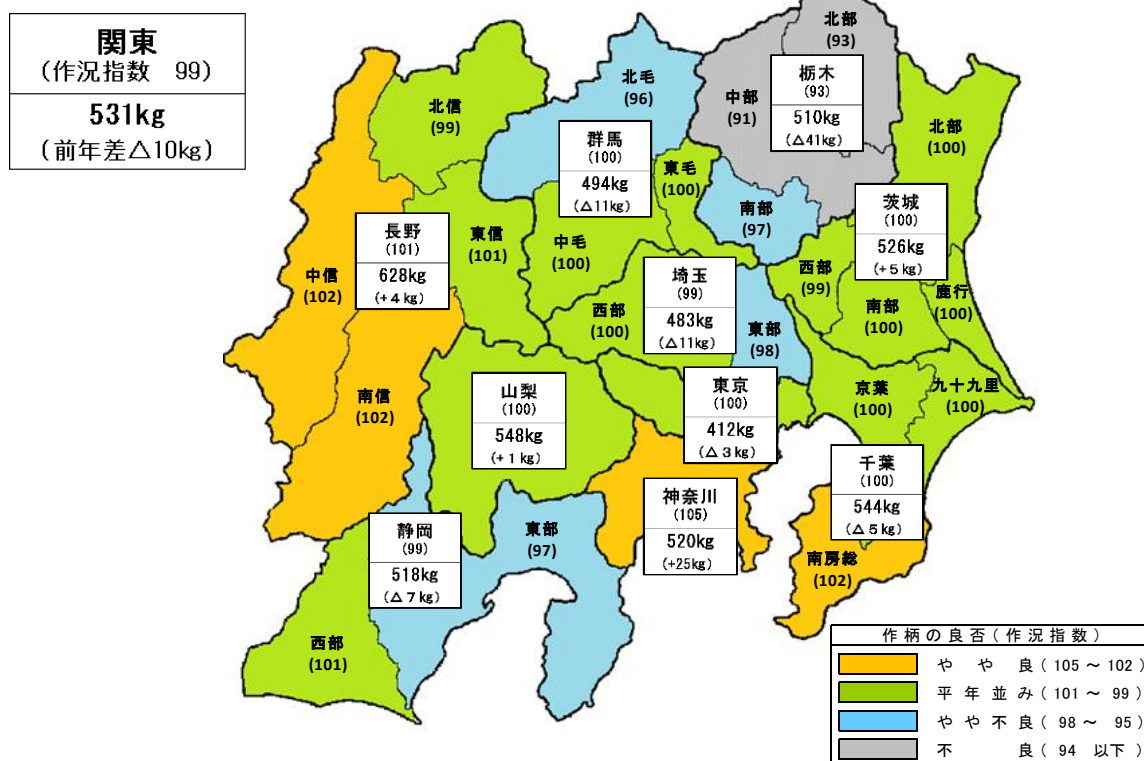 関東
(作況指数 99)
531kg
(前年差△10kg)
北部
(93)
栃木
(93)
510kg
(△41kg)
中部
(91)
南部
(97)
北毛
(96)
群馬
(100)
494kg
(△11kg)
東毛
(100)
中毛
(100)
北信
(99)
長野
(101)
628kg
(+4kg)
東信
(101)
中信
(102)
南信
(102)
北部
(100)
茨城
(100)
526kg
(+5kg)
西部
(99)
南部
(100)
鹿行
(100)
埼玉
(99)
483kg
(△11kg)
西部
(100)
東部
(98)
山梨
(100)
548kg
(+1kg)
東京
(100)
412kg
(△3kg)
京葉
(100)
九十九里
(100)
千葉
(100)
544kg
(△5kg)
南房総
(102)
神奈川
(105)
520kg
(+25kg)
静岡
(99)
518kg
(△7kg)
東部
(97)
西部
(101)
作柄の良否(作況指数)
やや良(105～102)
平年並み(101～99)
やや不良(98～95)
不良(94以下)